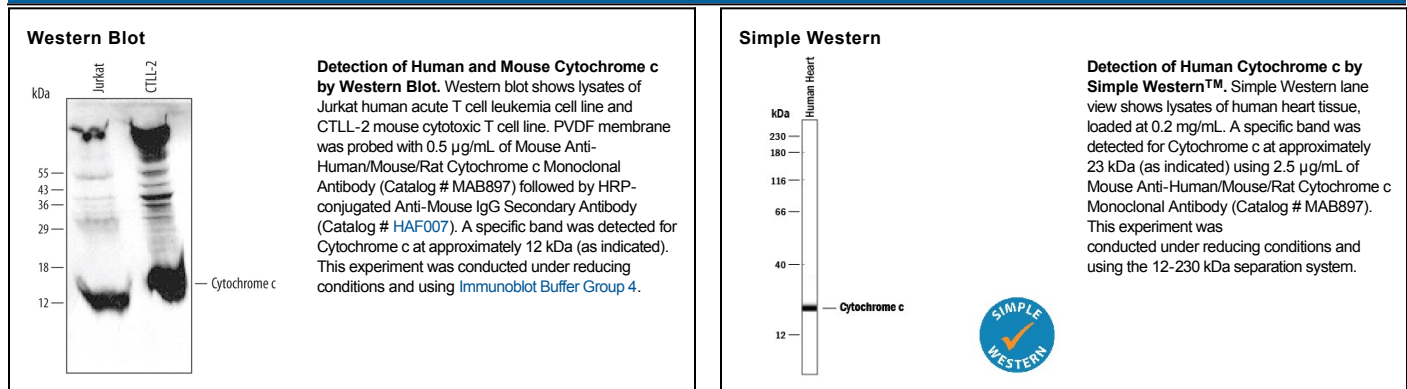 Western Blot
Jurkat
CTLL-2
kDa
55
43
36
29
18
12
Cytochrome c
Detection of Human and Mouse Cytochrome c
by Western Blot. Western blot shows lysates of
Jurkat human acute T cell leukemia cell line and
CTLL-2 mouse cytotoxic T cell line. PVDF membrane
was probed with 0.5 µg/mL of Mouse Anti-
Human/Mouse/Rat Cytochrome c Monoclonal
Antibody (Catalog # MAB897) followed by HRP-
conjugated Anti-Mouse IgG Secondary Antibody
(Catalog # HAF007). A specific band was detected for
Cytochrome c at approximately 12 kDa (as indicated).
This experiment was conducted under reducing
conditions and using Immunoblot Buffer Group 4.
Simple Western
Human Heart
kDa
230
180
116
66
40
12
Cytochrome c
SIMPLE
WESTERN
Detection of Human Cytochrome c by
Simple Western™. Simple Western lane
view shows lysates of human heart tissue,
loaded at 0.2 mg/mL. A specific band was
detected for Cytochrome c at approximately
23 kDa (as indicated) using 2.5 µg/mL of
Mouse Anti-Human/Mouse/Rat Cytochrome c
Monoclonal Antibody (Catalog # MAB897).
This experiment was
conducted under reducing conditions and
using the 12-230 kDa separation system.